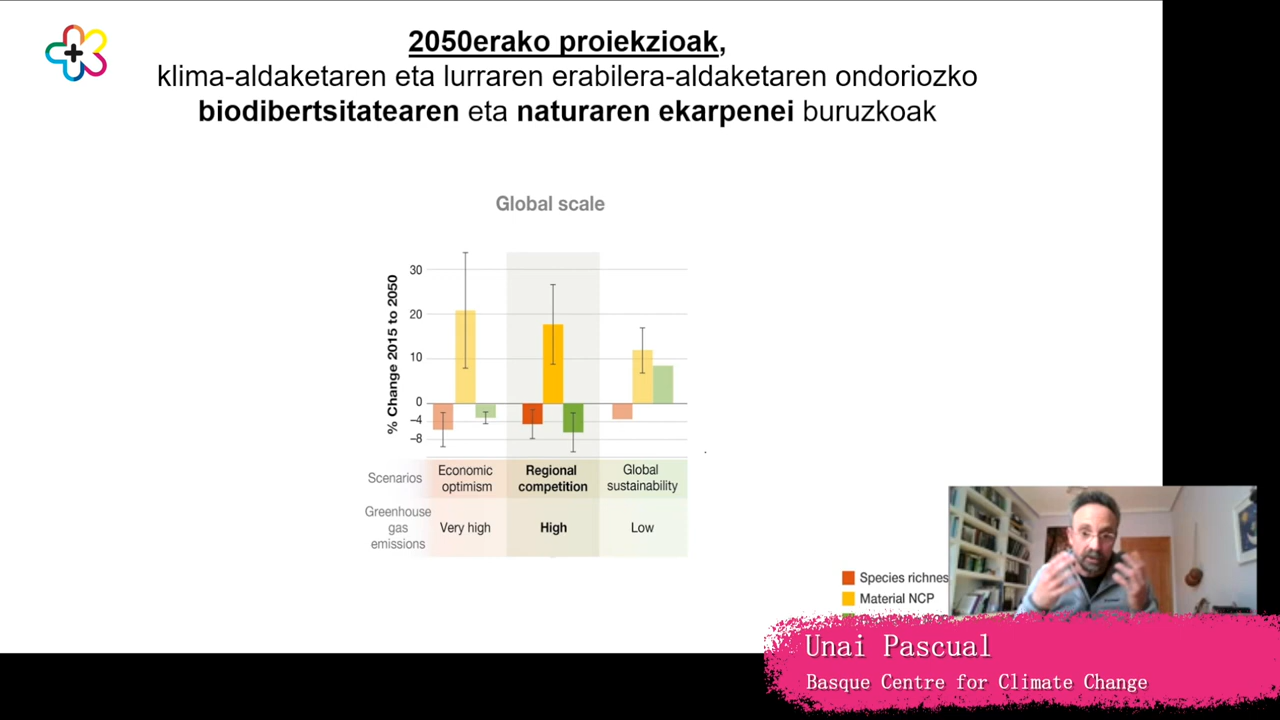 2050erako proiekzioak,
klima-aldaketaren eta lurraren erabilera-aldaketaren ondoriozko
biodibertsitatearen eta naturaren ekarpenei buruzkoak
Global scale
% Change 2015 to 2050
30
20
10
0
–4
–8
Scenarios
Economic optimism
Regional competition
Global sustainability
Greenhouse gas emissions
Very high
High
Low
Species richnes
Material NCP
Unai Pascual
Basque Centre for Climate Change